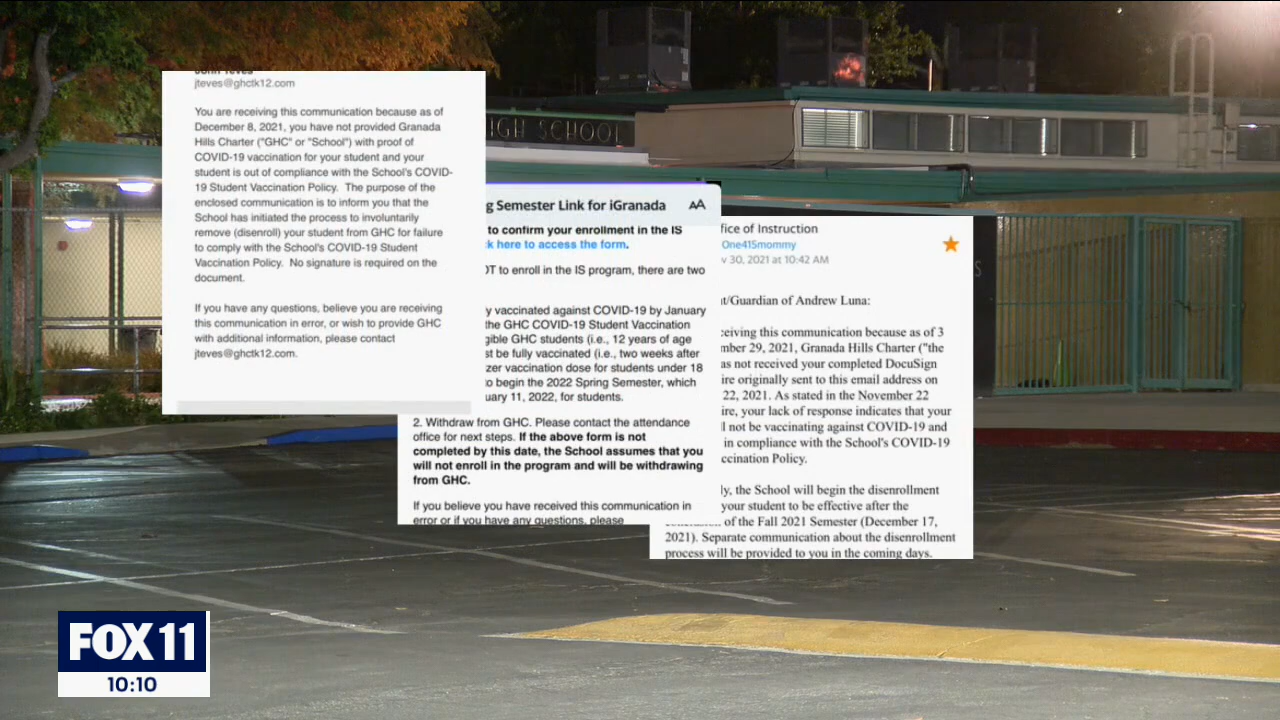 John Teves
jteves@ghctk12.com
You are receiving this communication because as of
December 8, 2021, you have not provided Granada
Hills Charter ("GHC" or "School") with proof of
COVID-19 vaccination for your student and your
student is out of compliance with the School's COVID-
19 Student Vaccination Policy. The purpose of the
enclosed communication is to inform you that the
School has initiated the process to involuntarily
remove (disenroll) your student from GHC for failure
to comply with the School's COVID-19 Student
Vaccination Policy. No signature is required on the
document.
If you have any questions, believe you are receiving
this communication in error, or wish to provide GHC
with additional information, please contact
jteves@ghctk12.com.
IGH SCHOOL
g Semester Link for iGranada AA
to confirm your enrollment in the IS
ck here to access the form.
OT to enroll in the IS program, there are two
y vaccinated against COVID-19 by January
the GHC COVID-19 Student Vaccination
gible GHC students (i.e., 12 years of age
st be fully vaccinated (i.e., two weeks after
zer vaccination dose for students under 18
o begin the 2022 Spring Semester, which
uary 11, 2022, for students.
2. Withdraw from GHC. Please contact the attendance
office for next steps. If the above form is not
completed by this date, the School assumes that you
will not enroll in the program and will be withdrawing
from GHC.
If you believe you have received this communication in
error or if you have any questions, please
fice of Instruction
One415mommy
v 30, 2021 at 10:42 AM
t/Guardian of Andrew Luna:
ceiving this communication because as of 3
mber 29, 2021, Granada Hills Charter ("the
as not received your completed DocuSign
ire originally sent to this email address on
22, 2021. As stated in the November 22
ire, your lack of response indicates that your
l not be vaccinating against COVID-19 and
in compliance with the School's COVID-19
ccination Policy.
ly, the School will begin the disenrollment
your student to be effective after the
of the Fall 2021 Semester (December 17,
2021). Separate communication about the disenrollment
process will be provided to you in the coming days.
FOX 11
10:10